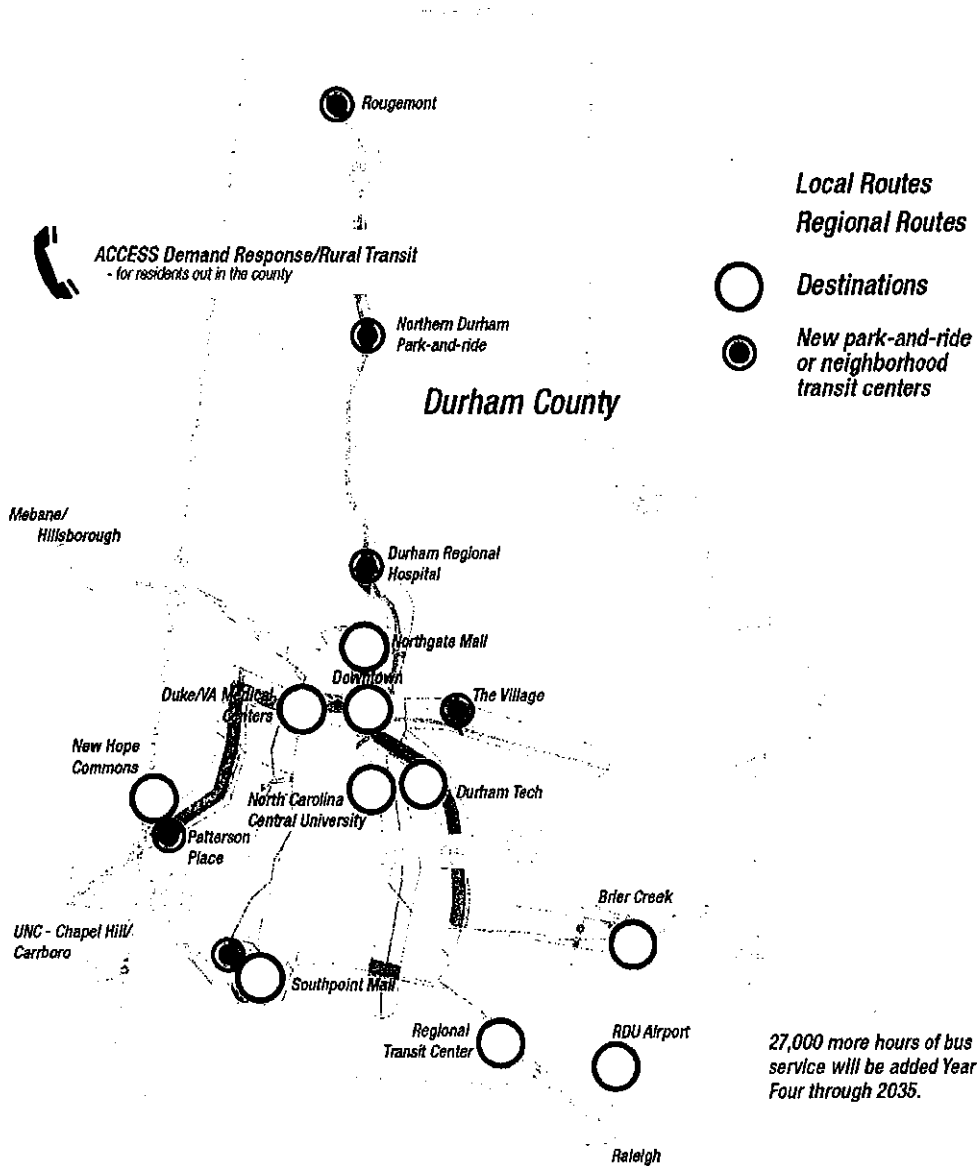 Rougemont
Local Routes
Regional Routes
ACCESS Demand Response/Rural Transit
- for residents out in the county
Destinations
Northern Durham
Park-and-ride
New park-and-ride
or neighborhood
transit centers
Durham County
Mebane/
Hillsborough
Durham Regional
Hospital
Northgate Mall
Downtown
Duke/VA Medical
Centers
The Village
New Hope
Commons
North Carolina
Central University
Durham Tech
Patterson
Place
Brier Creek
UNC - Chapel Hill/
Carrboro
Southpoint Mall
Regional
Transit Center
RDU Airport
27,000 more hours of bus
service will be added Year
Four through 2035.
Raleigh